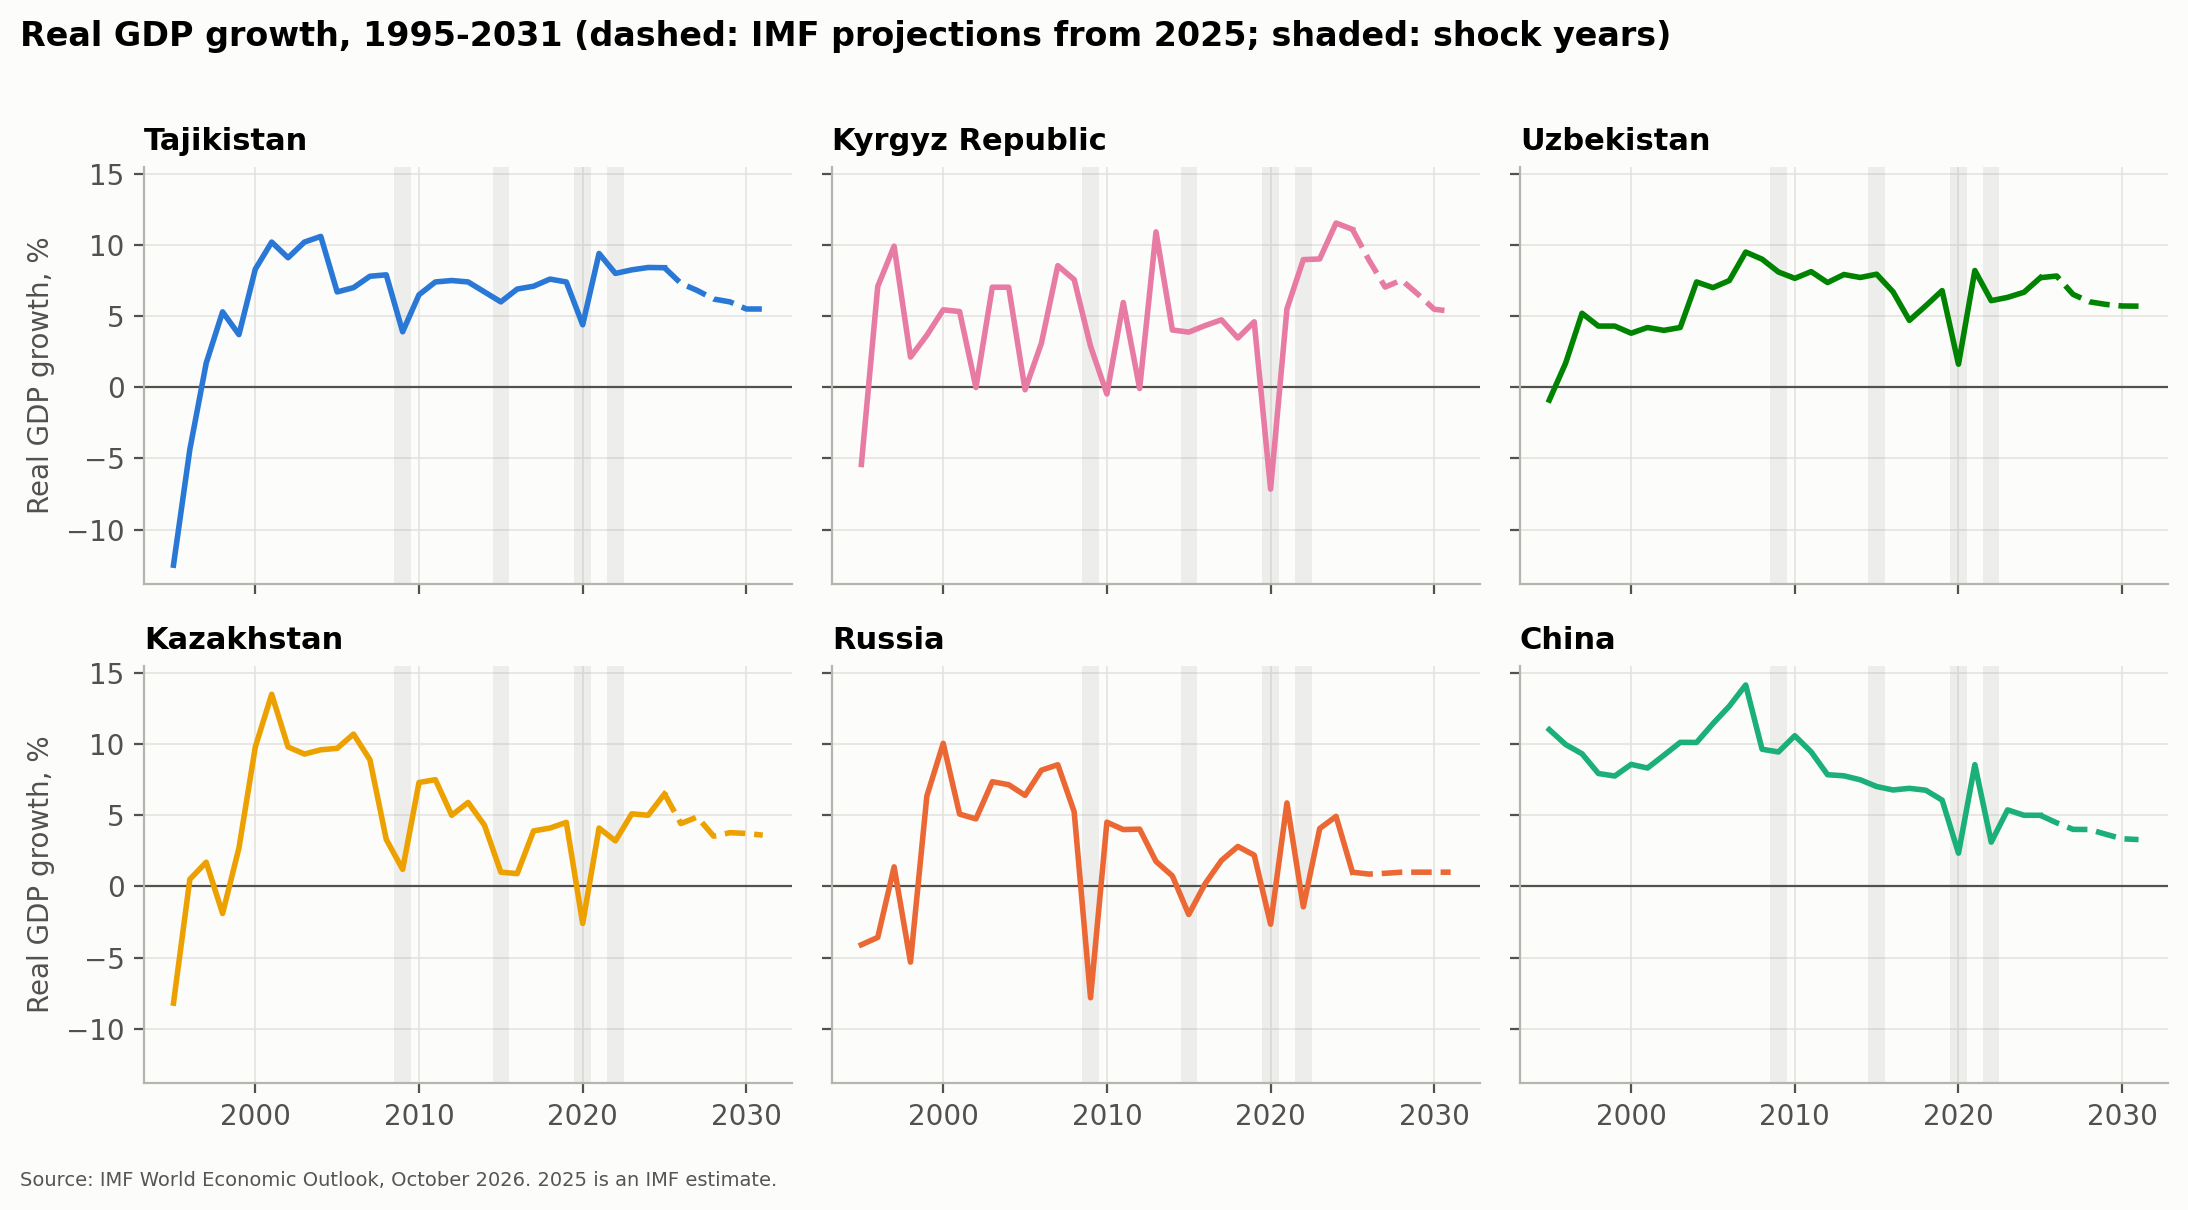 Real GDP growth, 1995-2031 (dashed: IMF projections from 2025; shaded: shock years)
Tajikistan
Kyrgyz Republic
Uzbekistan
Real GDP growth, %
15
10
5
0
−5
−10
Kazakhstan
Russia
China
Real GDP growth, %
15
10
5
0
−5
−10
2000 2010 2020 2030
2000 2010 2020 2030
2000 2010 2020 2030
Source: IMF World Economic Outlook, October 2026. 2025 is an IMF estimate.